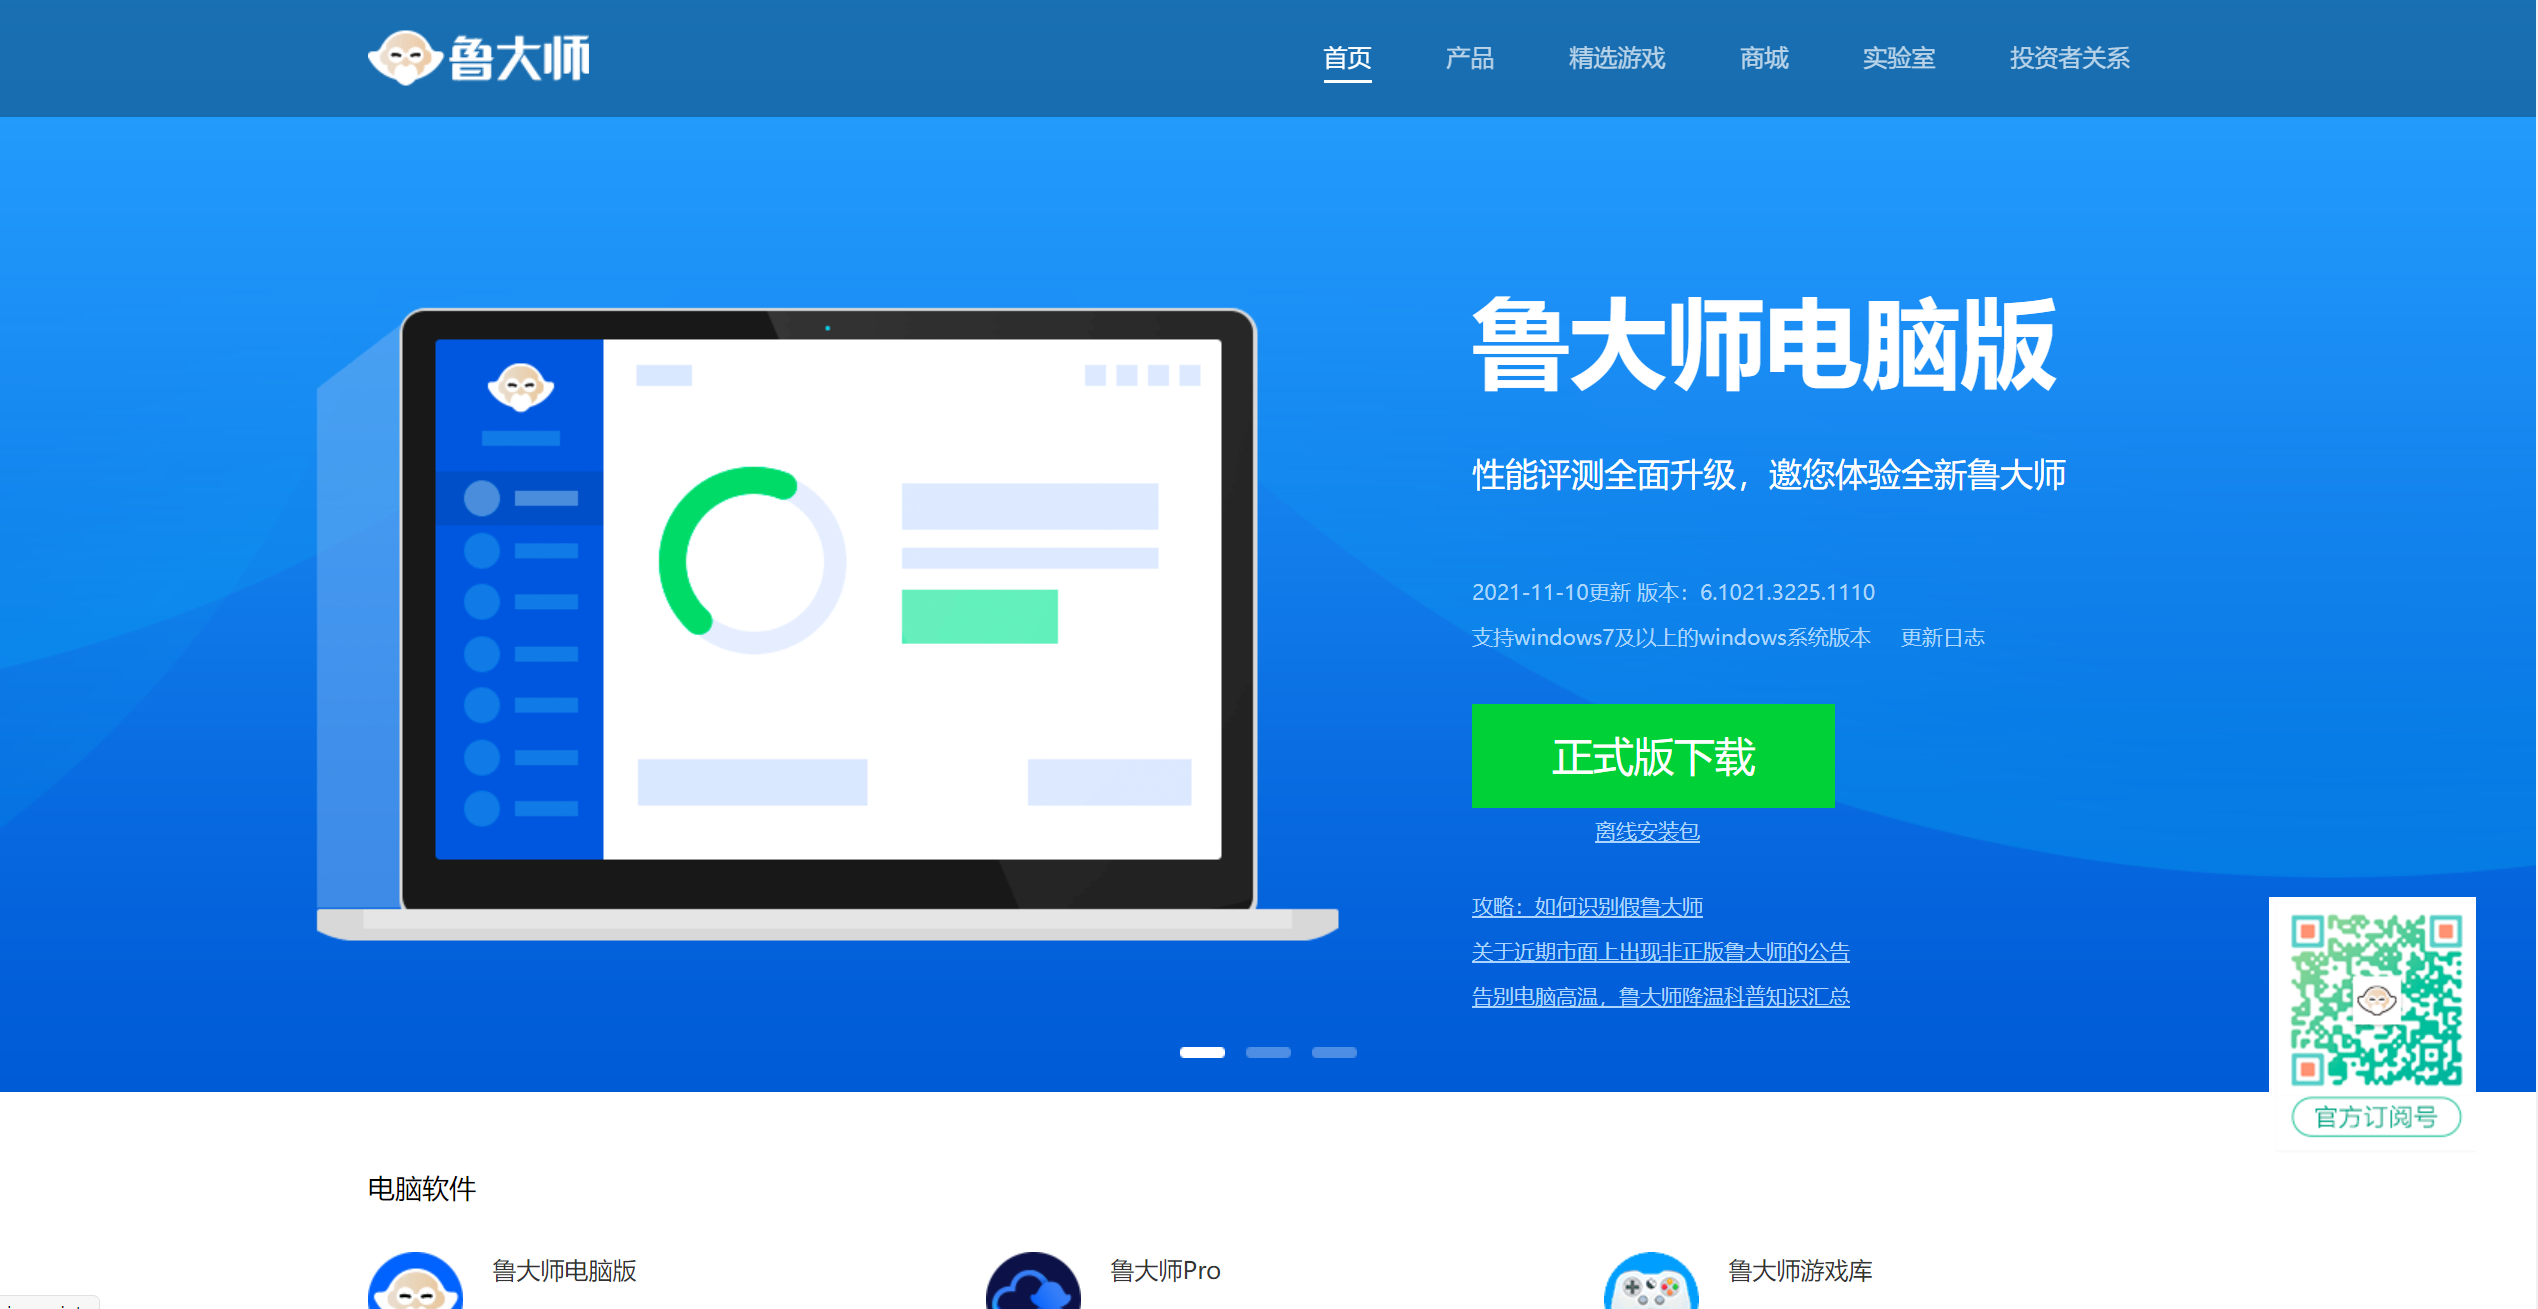 鲁大师
首页
产品
精选游戏
商城
实验室
投资者关系
鲁大师电脑版
性能评测全面升级，邀您体验全新鲁大师
2021-11-10更新 版本：6.1021.3225.1110
支持windows7及以上的windows系统版本 更新日志
正式版下载
离线安装包
攻略：如何识别假鲁大师
关于近期市面上出现非正版鲁大师的公告
告别电脑高温，鲁大师降温科普知识汇总
官方订阅号
电脑软件
鲁大师电脑版
鲁大师Pro
鲁大师游戏库